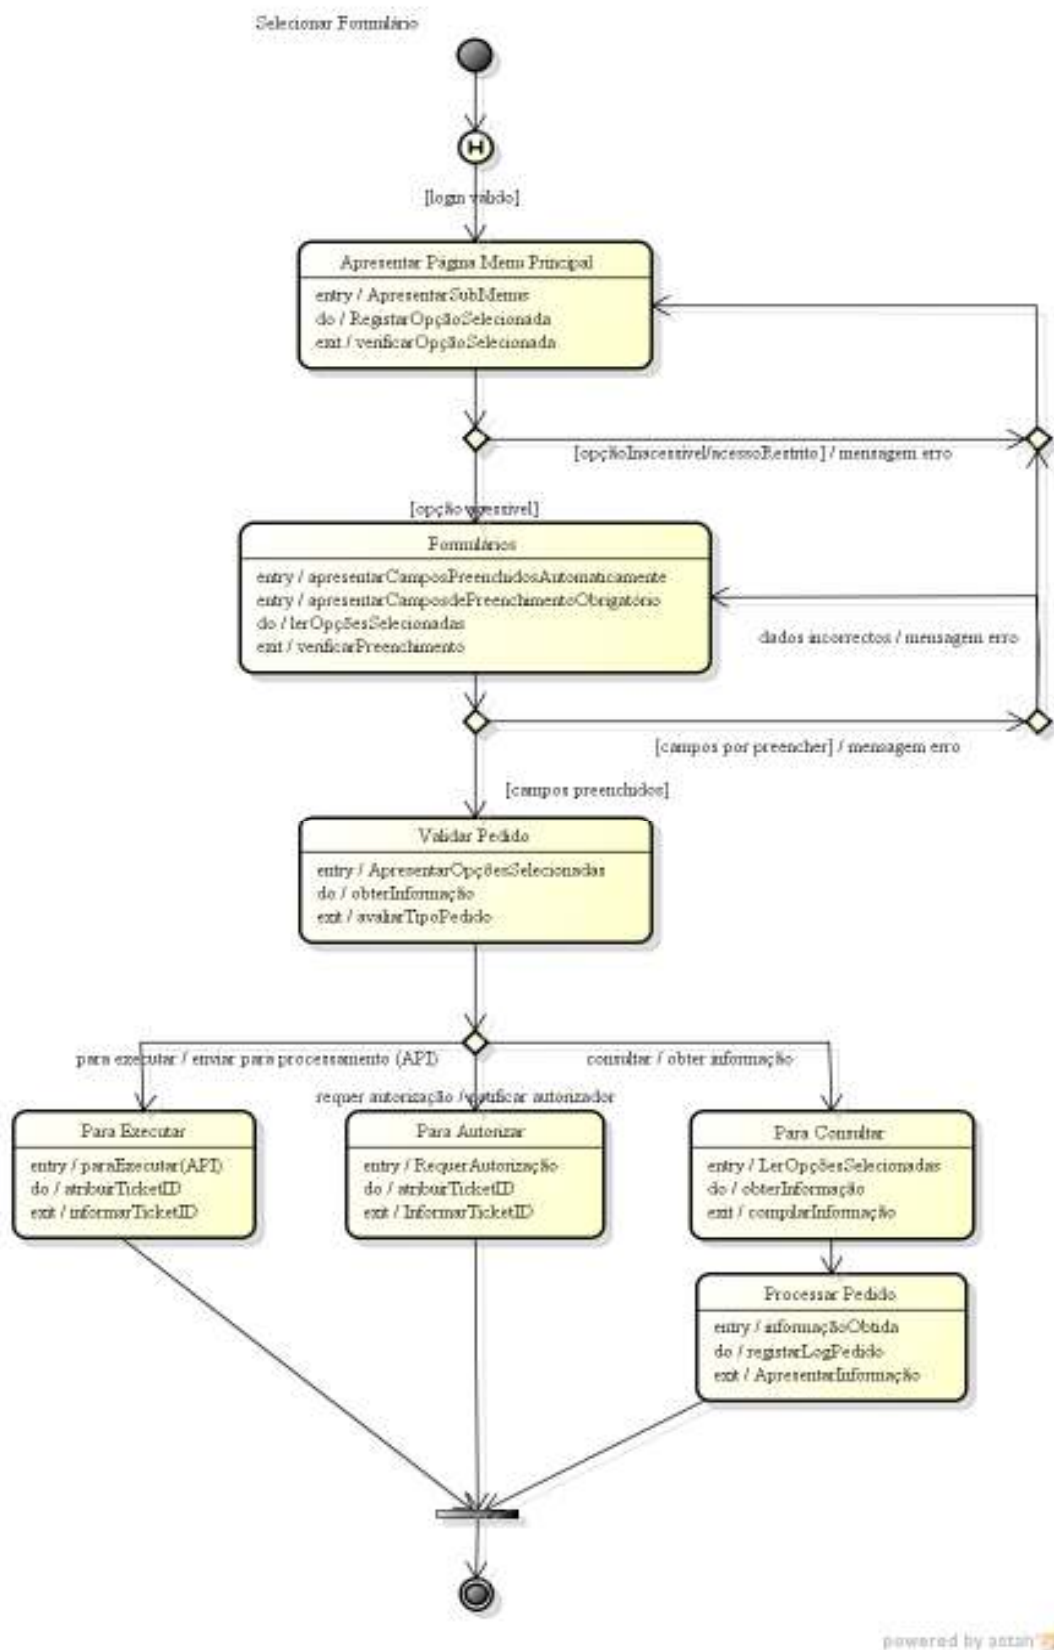 Selecionar Formulário
H
[login válido]
Apresentar Página Menu Principal
entry / ApresentarSubMenus
do / RegistarOpçãoSelecionada
exit / verificarOpçãoSelecionada
[opçãoInacessivel/acessoRestrito] / mensagem erro
[opção acessivel]
Formulários
entry / apresentarCamposPreenchidosAutomaticamente
entry / apresentarCamposdePreenchimentoObrigatório
do / lerOpçõesSelecionadas
exit / verificarPreenchimento
dados incorrectos / mensagem erro
[campos por preencher] / mensagem erro
[campos preenchidos]
Validar Pedido
entry / ApresentarOpçõesSelecionadas
do / obterInformação
exit / avaliarTipoPedido
para executar / enviar para processamento (API)
consultar / obter informação
requer autorização / notificar autorizador
Para Executar
entry / paraExecutar(API)
do / atribuirTicketID
exit / informarTicketID
Para Autorizar
entry / RequerAutorização
do / atribuirTicketID
exit / InformarTicketID
Para Consultar
entry / LerOpçõesSelecionadas
do / obterInformação
exit / compilarInformação
Processar Pedido
entry / informaçãoObtida
do / registarLogPedido
exit / ApresentarInformação
powered by astah